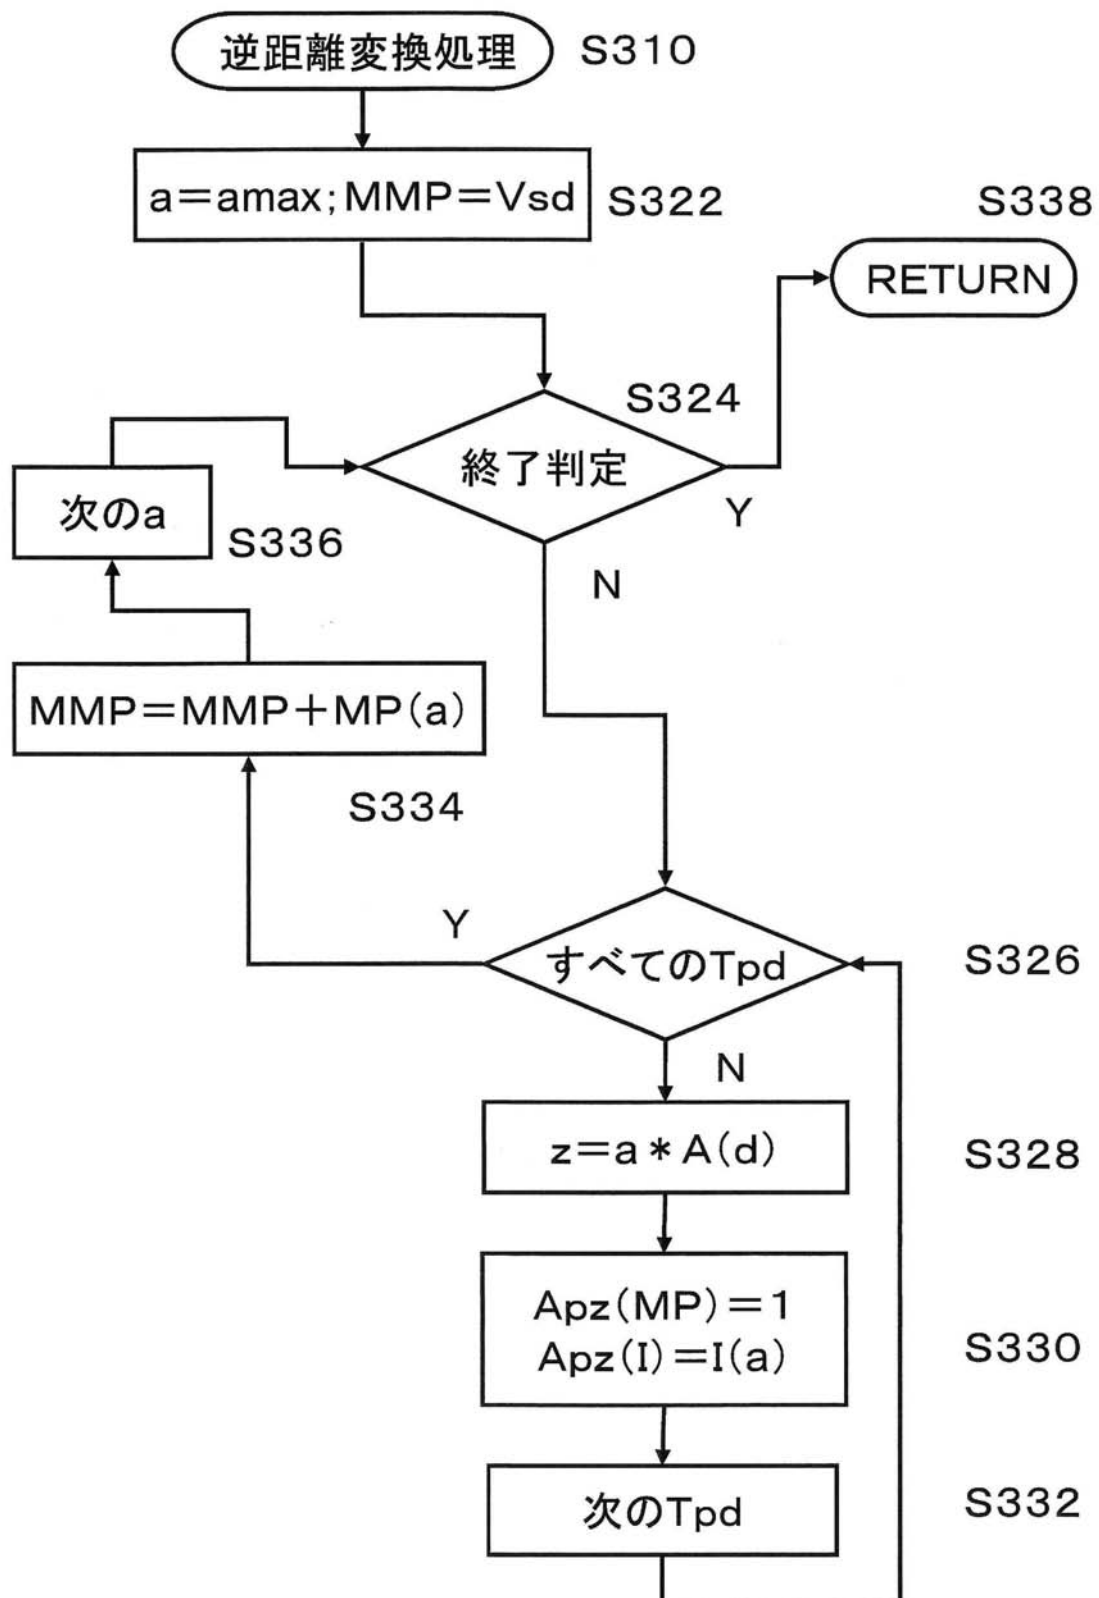 逆距離変換処理 S310
a=amax;MMP=Vsd S322
S338
RETURN
S324
終了判定
Y
次のa
S336
N
MMP=MMP+MP(a)
S334
Y
すべてのTpd S326
N
z=a*A(d) S328
Apz(MP)=1
Apz(I)=I(a) S330
次のTpd S332